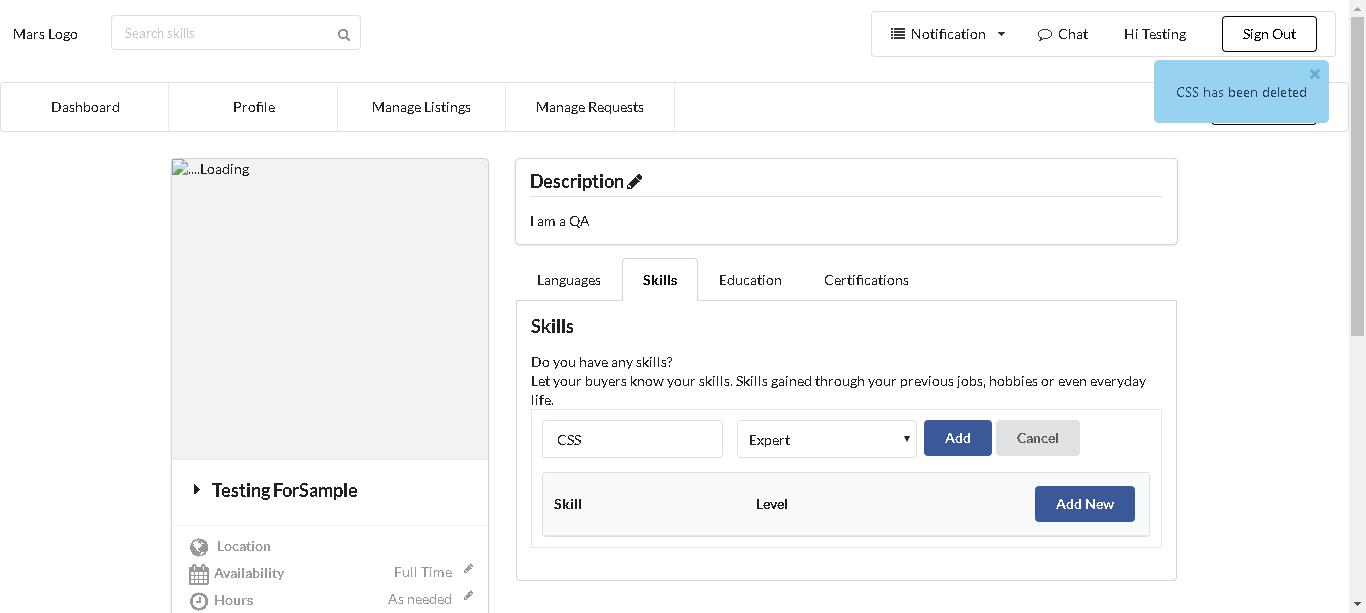 Mars Logo
Search skills
Notification
Chat
Hi Testing
Sign Out
CSS has been deleted
Dashboard
Profile
Manage Listings
Manage Requests
....Loading
Description
I am a QA
Languages
Skills
Education
Certifications
Skills
Do you have any skills?
Let your buyers know your skills. Skills gained through your previous jobs, hobbies or even everyday
life.
CSS
Expert
Add
Cancel
Skill
Level
Add New
Testing ForSample
Location
Availability
Full Time
Hours
As needed